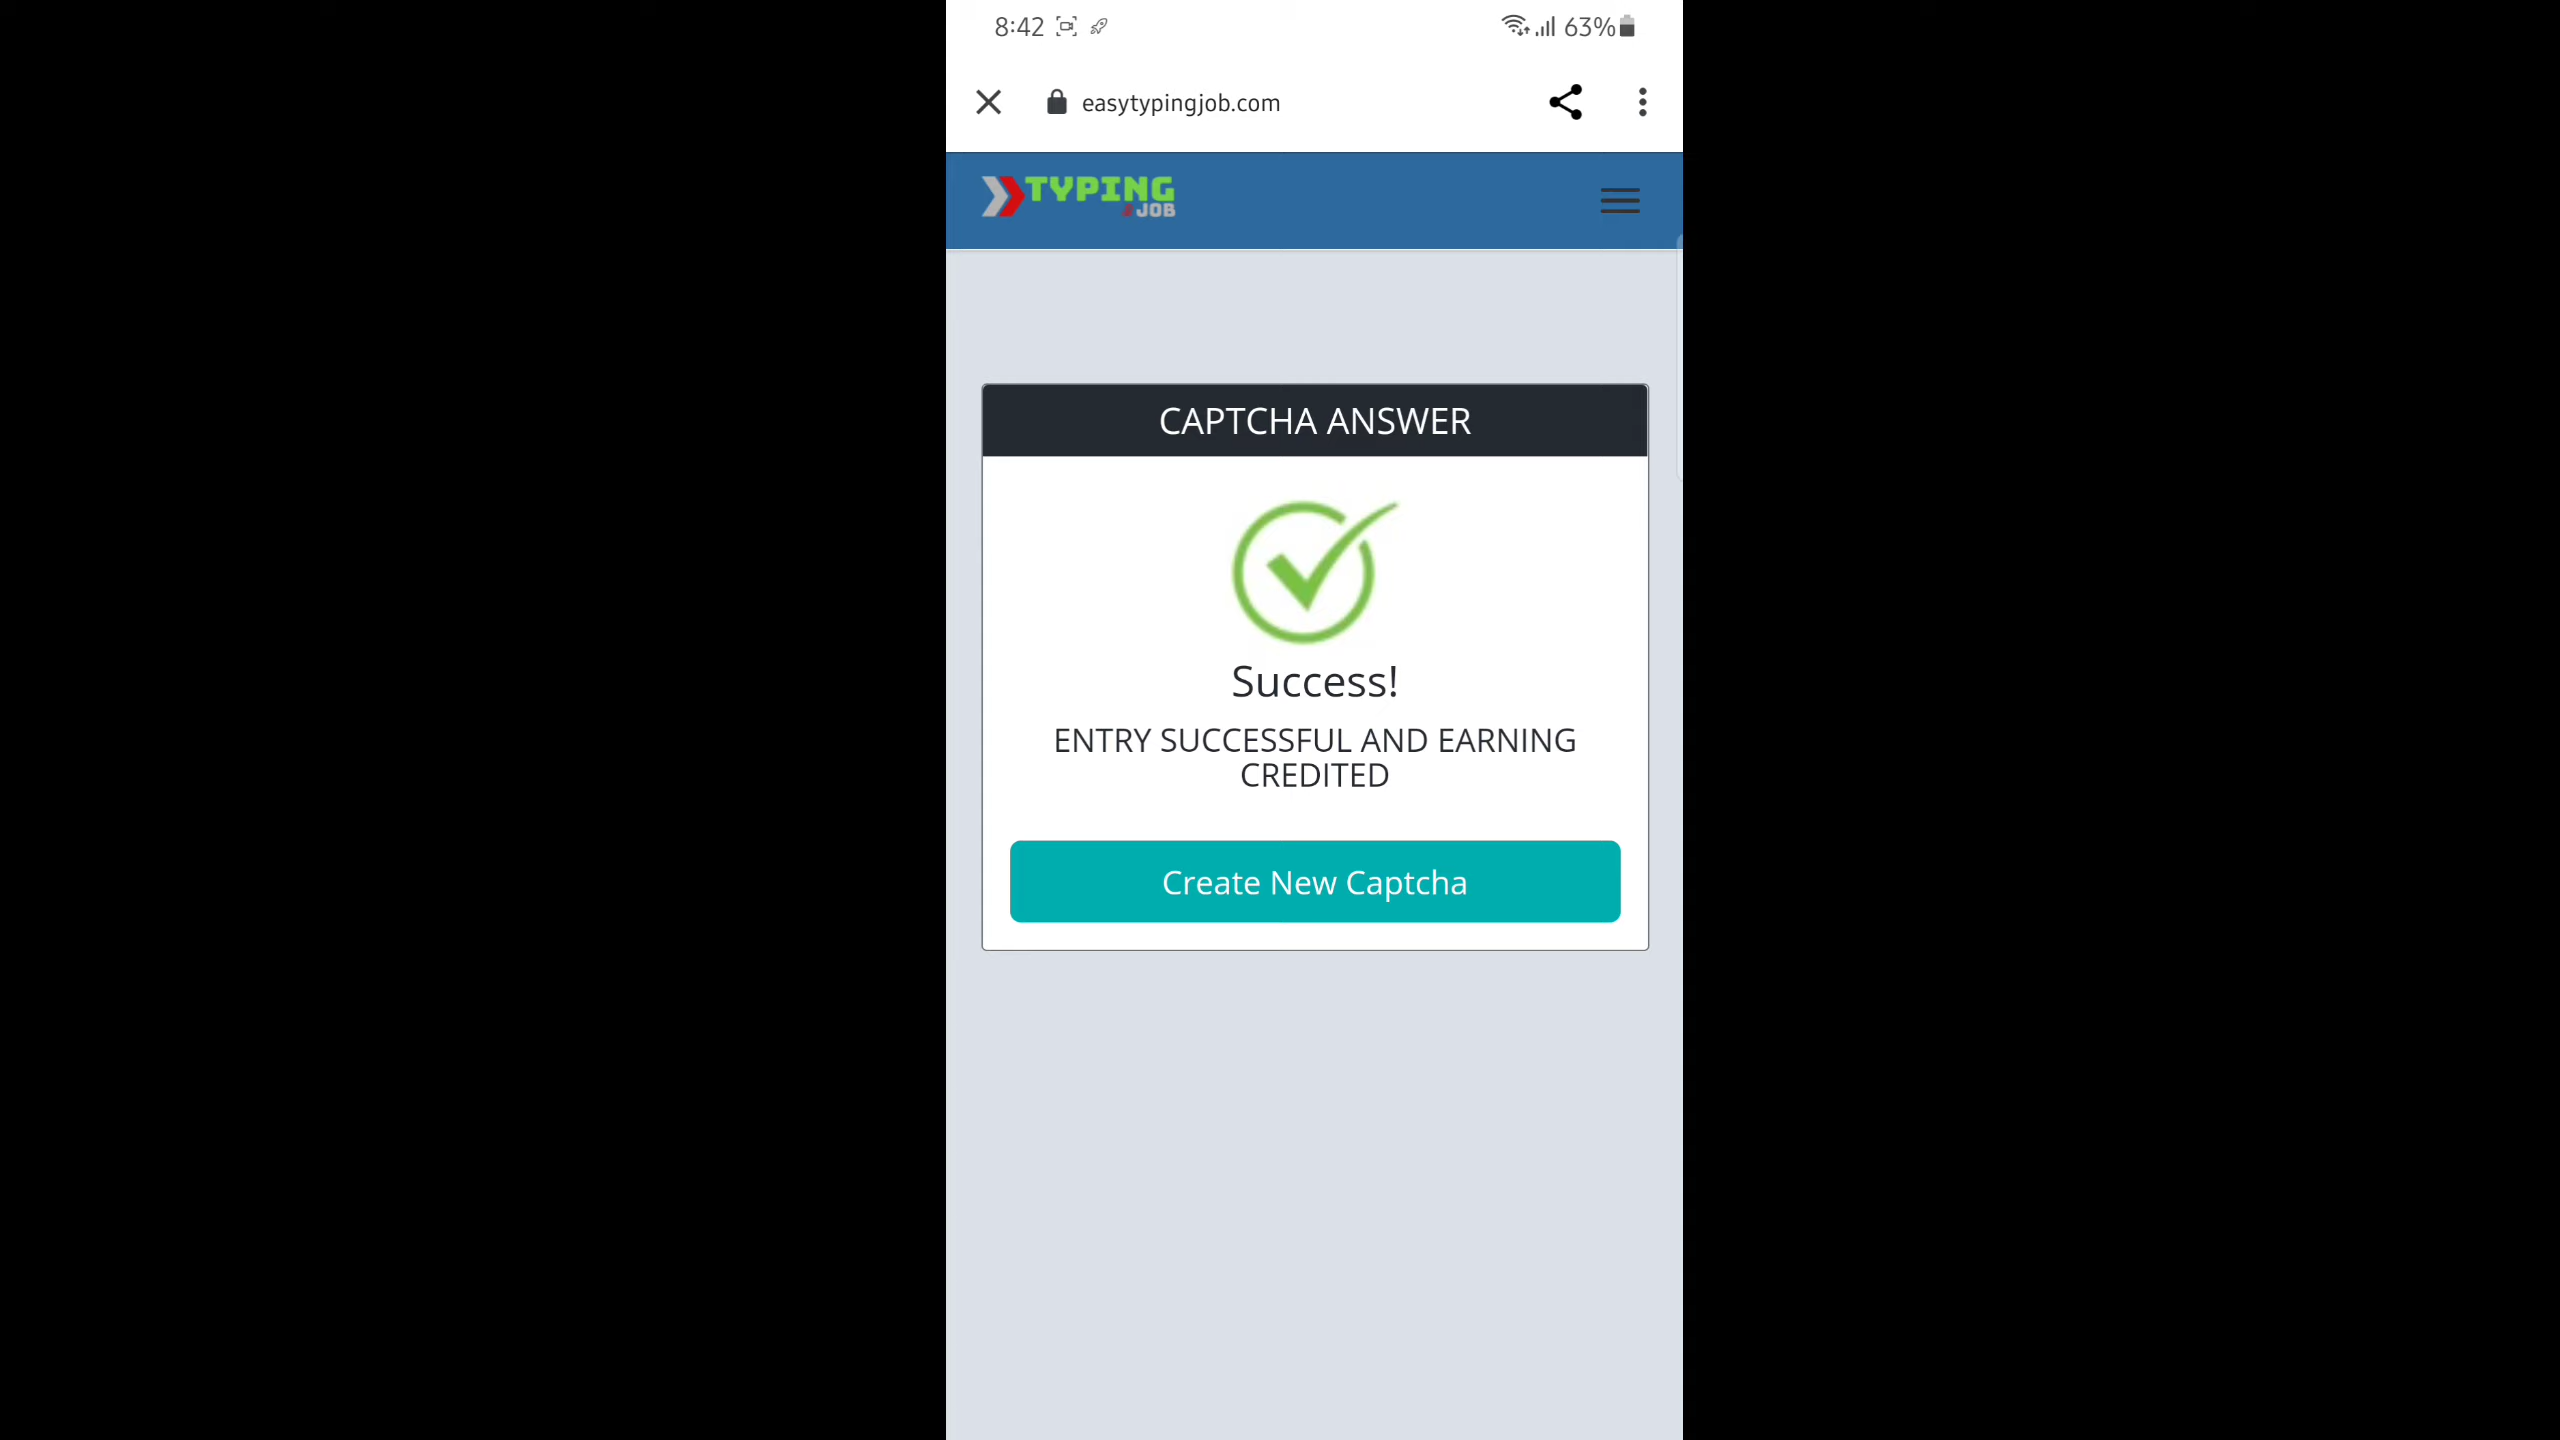 8:42
63%
easytypingjob.com
TYPING
JOB
CAPTCHA ANSWER
Success!
ENTRY SUCCESSFUL AND EARNING
CREDITED
Create New Captcha